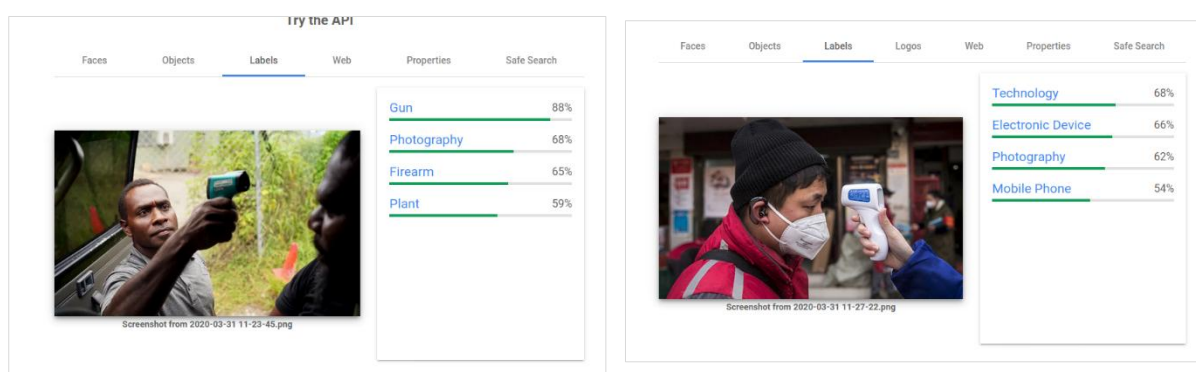 Try the API
Faces Objects Labels Web Properties Safe Search
Gun 88%
Photography 68%
Firearm 65%
Plant 59%
Screenshot from 2020-03-31 11-23-45.png
Faces Objects Labels Logos Web Properties Safe Search
Technology 68%
Electronic Device 66%
Photography 62%
Mobile Phone 54%
Screenshot from 2020-03-31 11-27-22.png